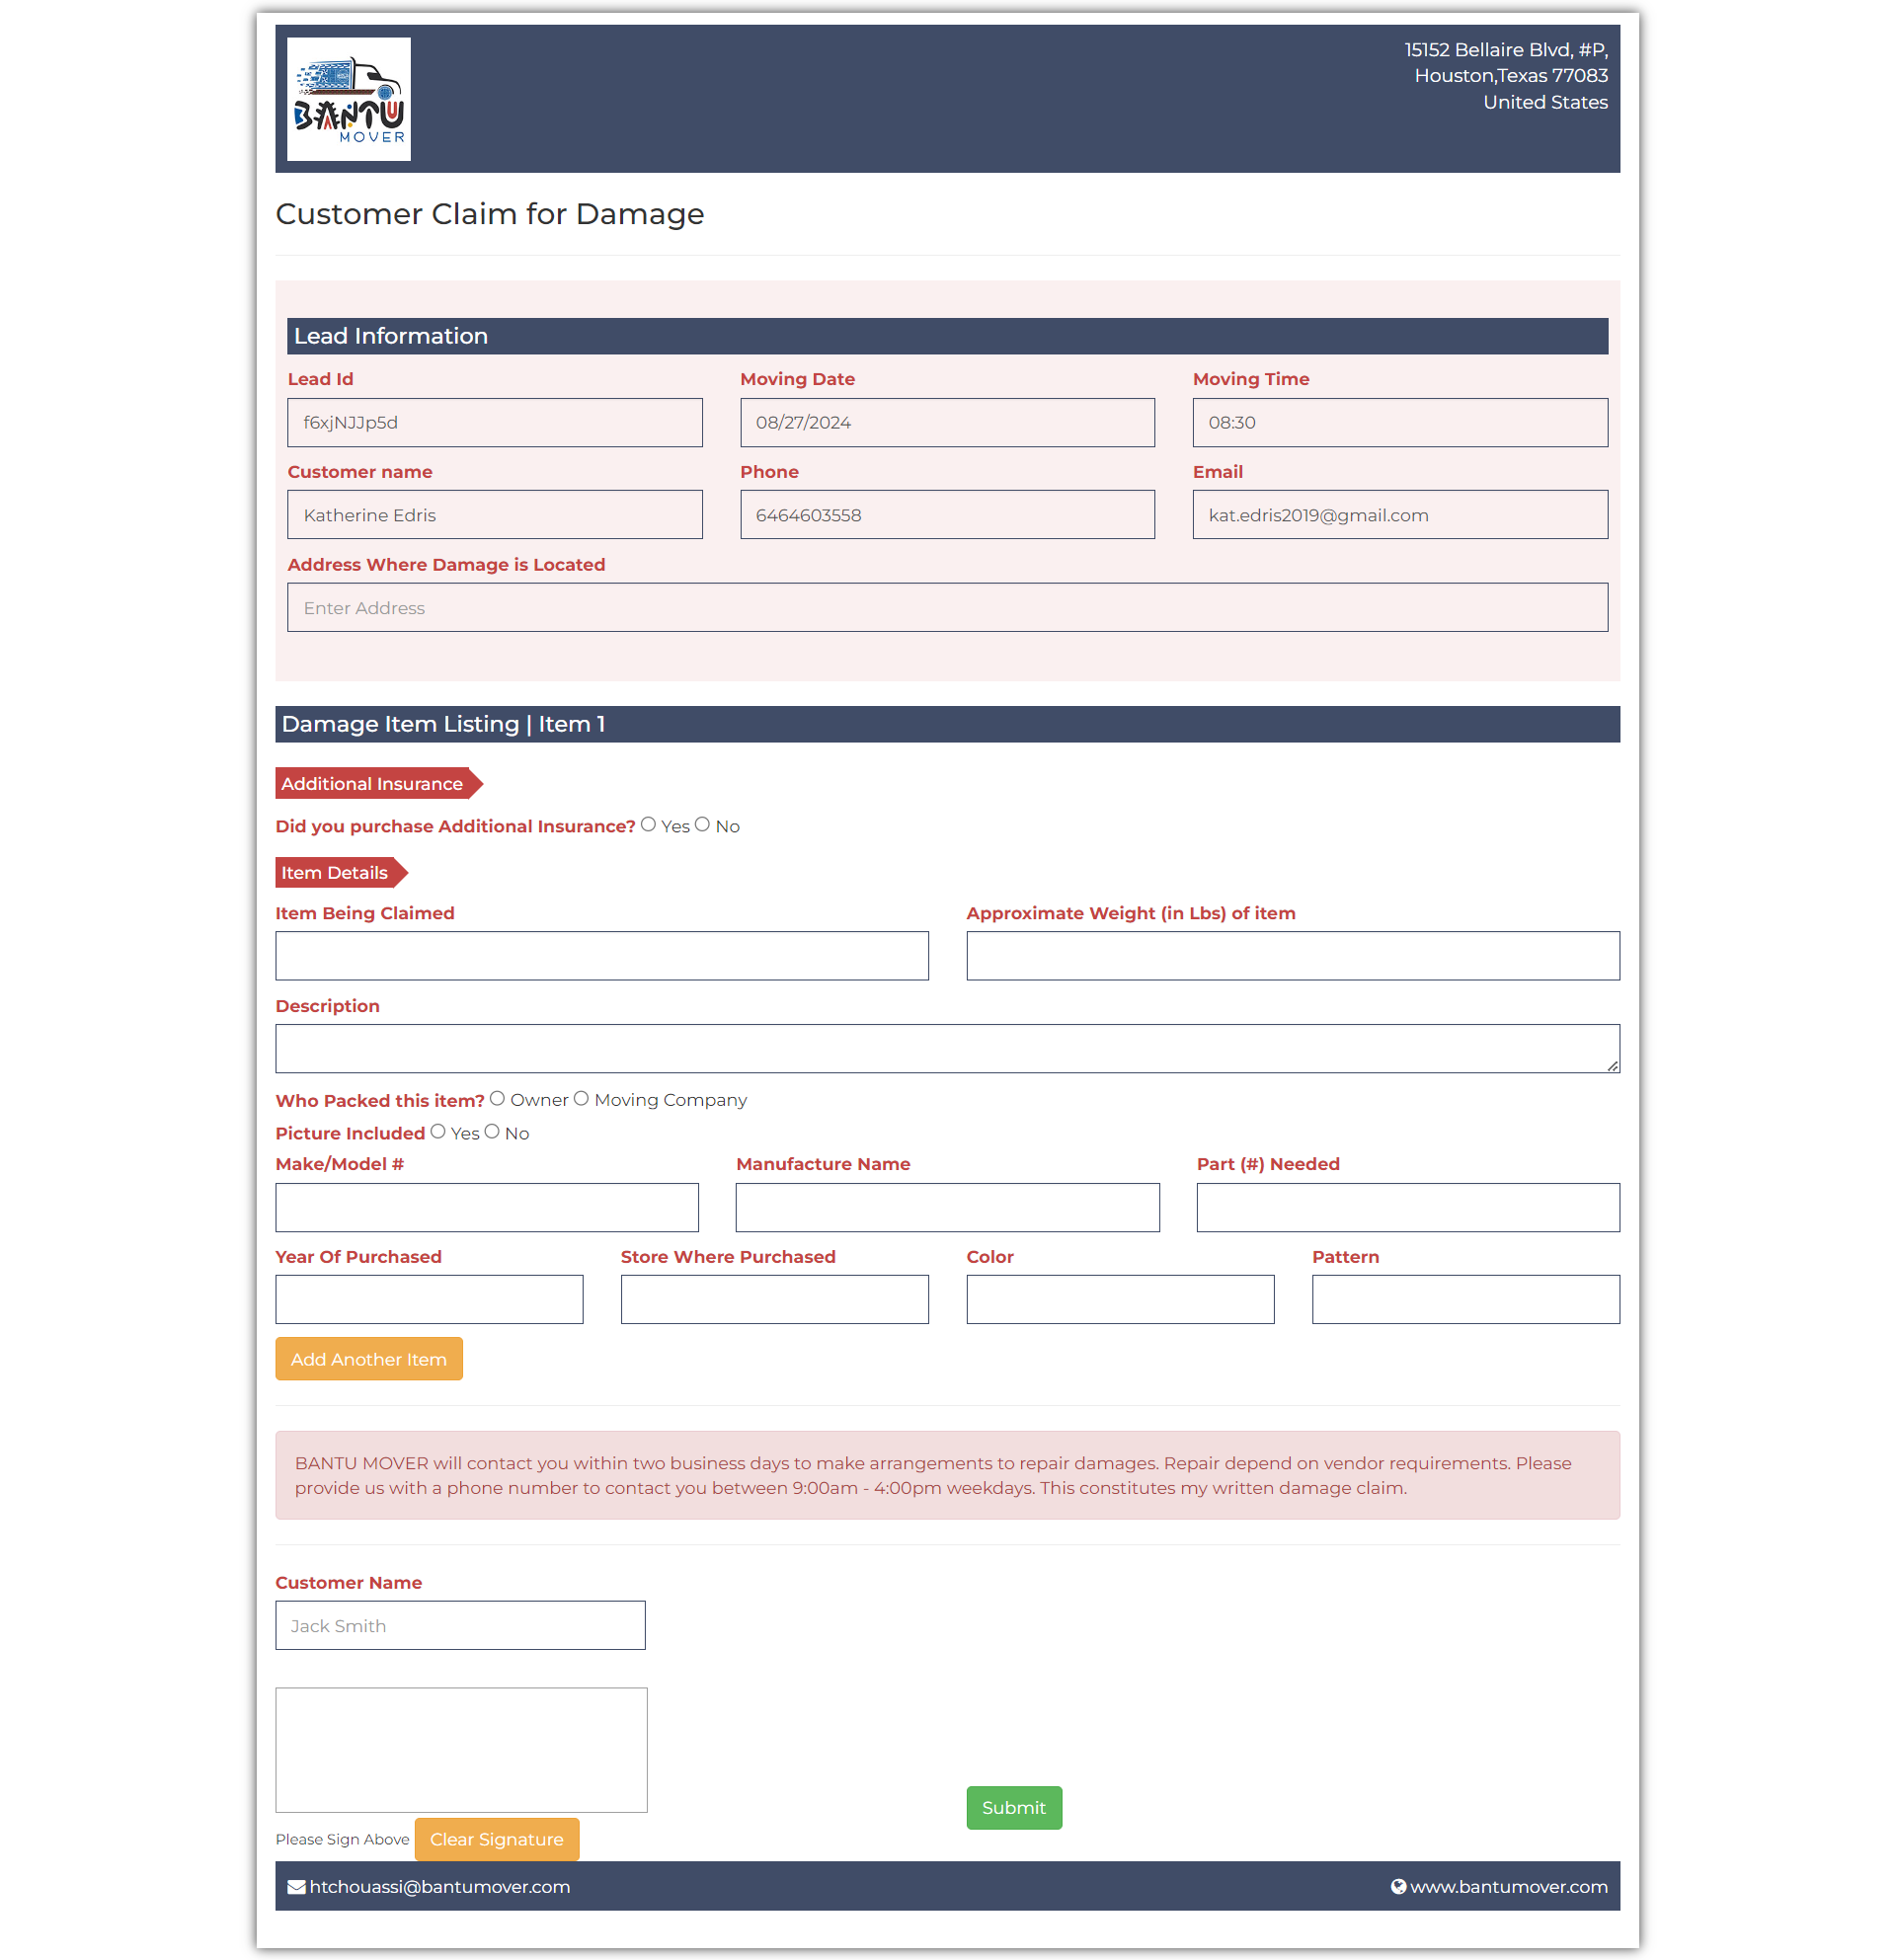 BANTU
MOVER
15152 Bellaire Blvd, #P,
Houston,Texas 77083
United States
Customer Claim for Damage
Lead Information
Lead Id Moving Date Moving Time
f6xjNJJp5d 08/27/2024 08:30
Customer name Phone Email
Katherine Edris 6464603558 kat.edris2019@gmail.com
Address Where Damage is Located
Enter Address
Damage Item Listing | Item 1
Additional Insurance
Did you purchase Additional Insurance? Yes No
Item Details
Item Being Claimed Approximate Weight (in Lbs) of item
Description
Who Packed this item? Owner Moving Company
Picture Included Yes No
Make/Model # Manufacture Name Part (#) Needed
Year Of Purchased Store Where Purchased Color Pattern
Add Another Item
BANTU MOVER will contact you within two business days to make arrangements to repair damages. Repair depend on vendor requirements. Please
provide us with a phone number to contact you between 9:00am - 4:00pm weekdays. This constitutes my written damage claim.
Customer Name
Jack Smith
Submit
Please Sign Above Clear Signature
htchouassi@bantumover.com www.bantumover.com